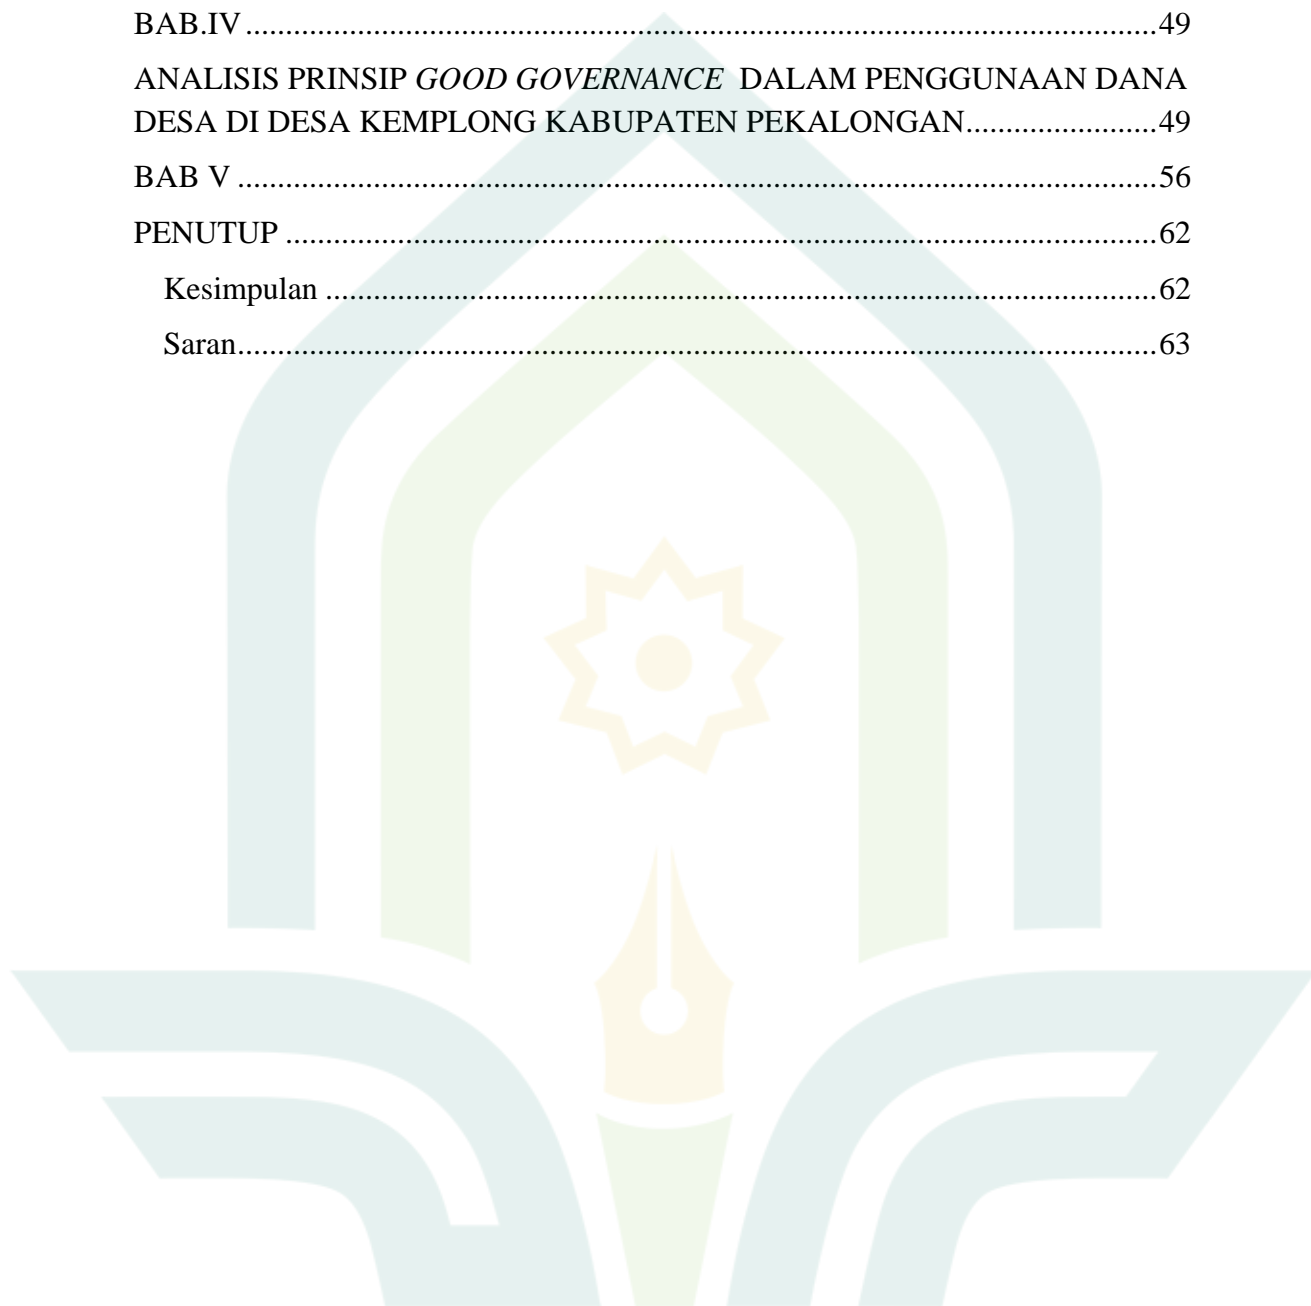 BAB.IV....................................................................................................................49
ANALISIS PRINSIP GOOD GOVERNANCE DALAM PENGGUNAAN DANA
DESA DI DESA KEMPLONG KABUPATEN PEKALONGAN........................49
BAB V ..................................................................................................................56
PENUTUP .............................................................................................................62
Kesimpulan .........................................................................................................62
Saran....................................................................................................................63